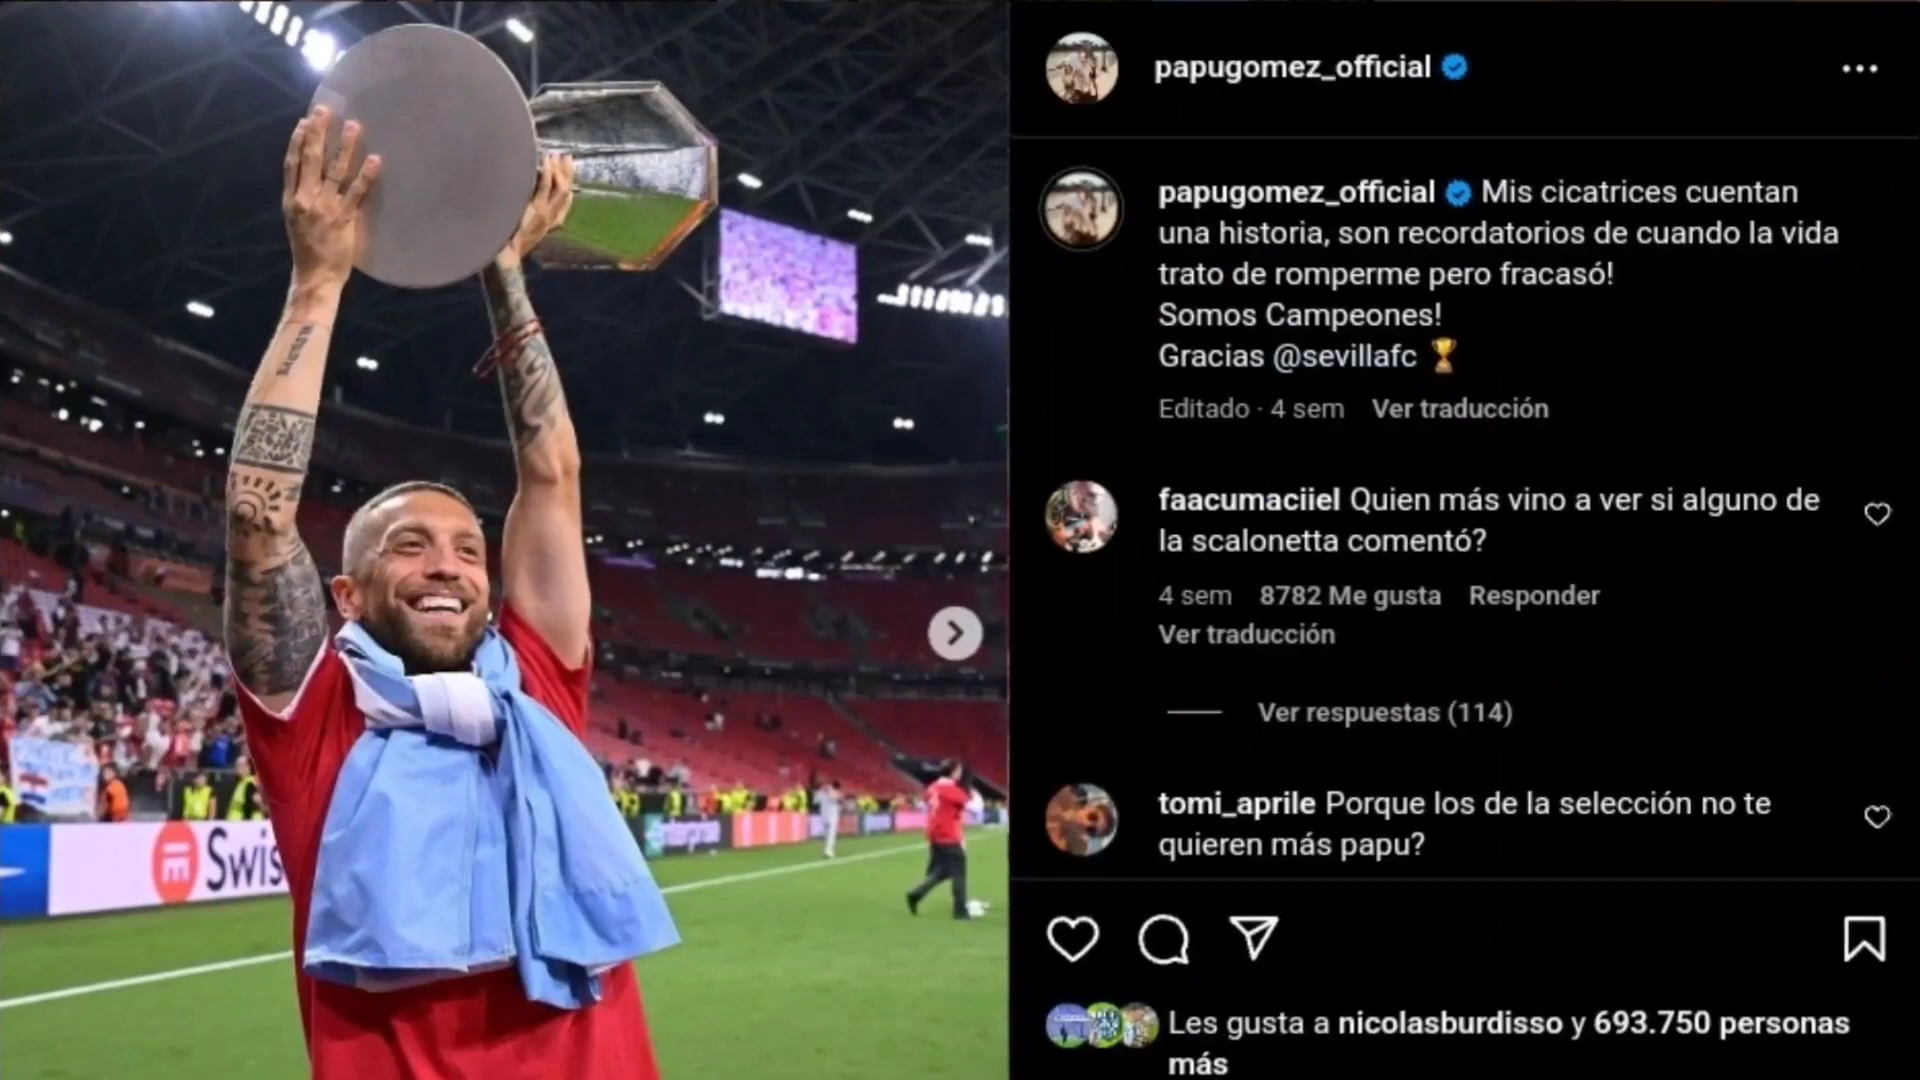 papugomez_official
papugomez_official Mis cicatrices cuentan
una historia, son recordatorios de cuando la vida
trato de romperme pero fracasó!
Somos Campeones!
Gracias @sevillafc
Editado · 4 sem Ver traducción
faacumaciiel Quien más vino a ver si alguno de
la scalonetta comentó?
4 sem 8782 Me gusta Responder
Ver traducción
Ver respuestas (114)
tomi_aprile Porque los de la selección no te
quieren más papu?
Les gusta a nicolasburdisso y 693.750 personas
más
Swis